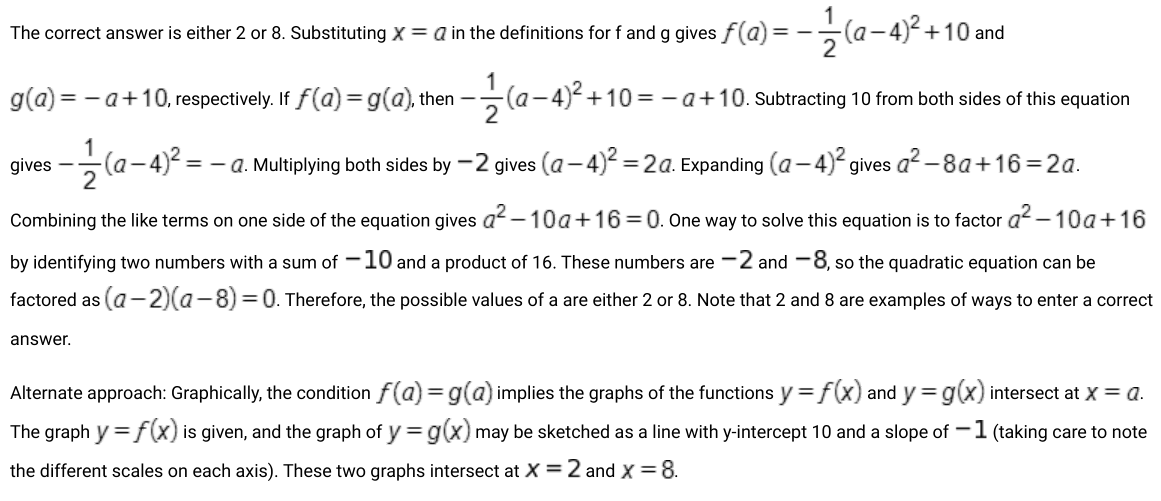 The correct answer is either 2 or 8. Substituting x = a in the definitions for f and g gives f(a) = −1/2(a−4)²+10 and
g(a) = −a+10, respectively. If f(a)=g(a), then −1/2(a−4)²+10 = −a+10. Subtracting 10 from both sides of this equation
gives −1/2(a−4)² = −a. Multiplying both sides by −2 gives (a−4)² = 2a. Expanding (a−4)² gives a²−8a+16=2a.
Combining the like terms on one side of the equation gives a²−10a+16=0. One way to solve this equation is to factor a²−10a+16
by identifying two numbers with a sum of −10 and a product of 16. These numbers are −2 and −8, so the quadratic equation can be
factored as (a−2)(a−8)=0. Therefore, the possible values of a are either 2 or 8. Note that 2 and 8 are examples of ways to enter a correct
answer.
Alternate approach: Graphically, the condition f(a)=g(a) implies the graphs of the functions y=f(x) and y=g(x) intersect at x = a.
The graph y=f(x) is given, and the graph of y=g(x) may be sketched as a line with y-intercept 10 and a slope of −1 (taking care to note
the different scales on each axis). These two graphs intersect at x=2 and x=8.